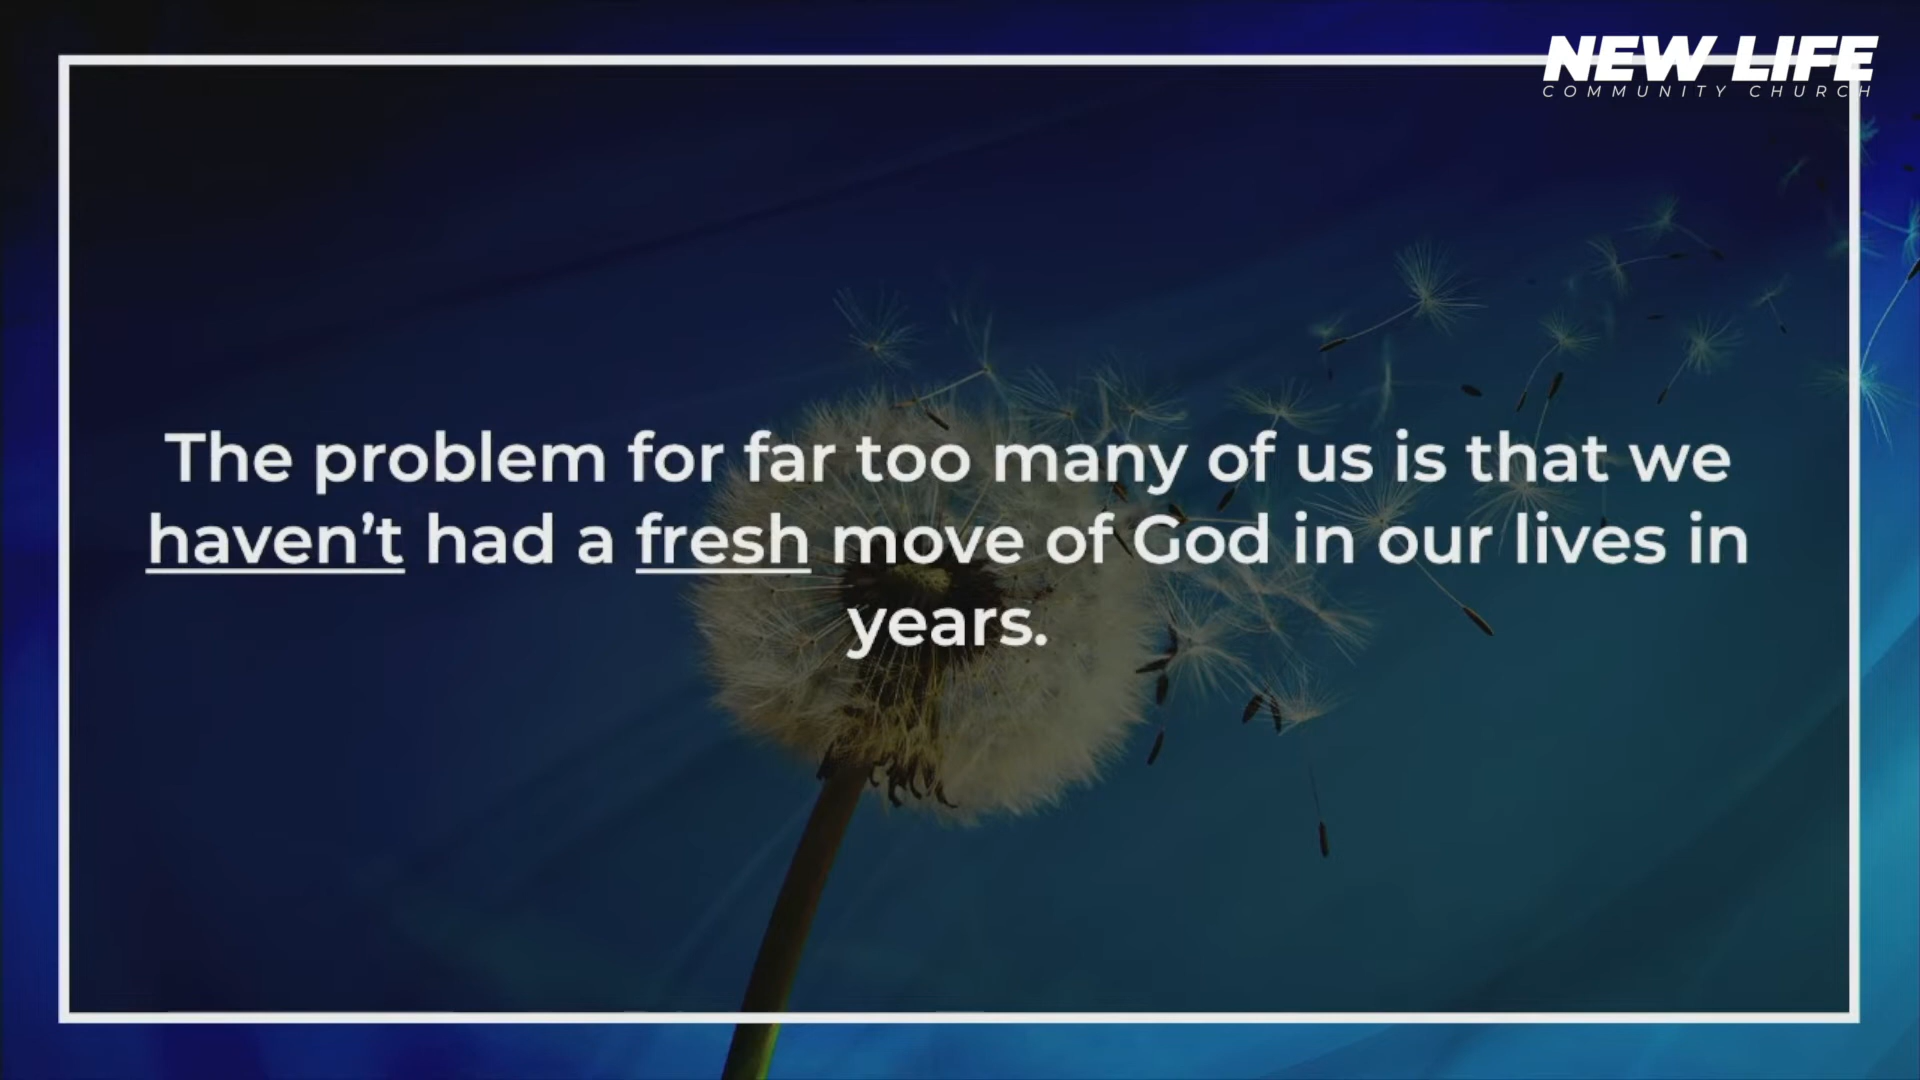 NEW LIFE
COMMUNITY CHURCH
The problem for far too many of us is that we
haven’t had a fresh move of God in our lives in
years.